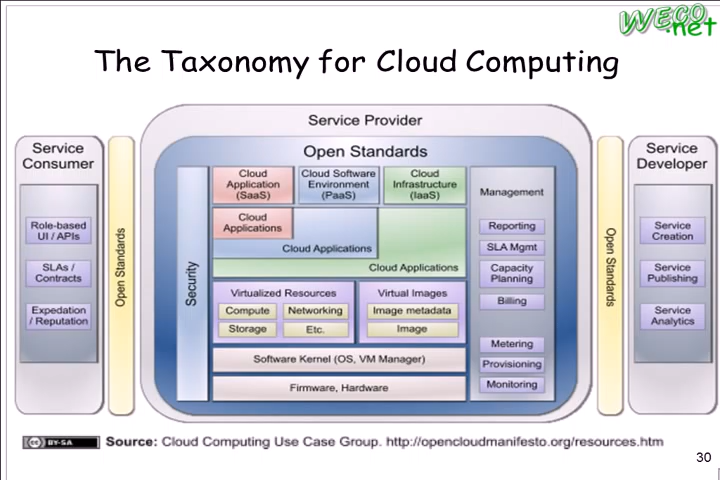 WECO
.net
The Taxonomy for Cloud Computing
Service
Consumer
Role-based
UI / APIs
SLAs /
Contracts
Expedation
/ Reputation
Open Standards
Service Provider
Open Standards
Security
Cloud
Application
(SaaS)
Cloud Software
Environment
(PaaS)
Cloud
Infrastructure
(IaaS)
Cloud
Applications
Cloud Applications
Cloud Applications
Virtualized Resources
Compute
Networking
Storage
Etc.
Virtual Images
Image metadata
Image
Software Kernel (OS, VM Manager)
Firmware, Hardware
Management
Reporting
SLA Mgmt
Capacity
Planning
Billing
Metering
Provisioning
Monitoring
Open Standards
Service
Developer
Service
Creation
Service
Publishing
Service
Analytics
cc BY-SA Source: Cloud Computing Use Case Group. http://opencloudmanifesto.org/resources.htm
30